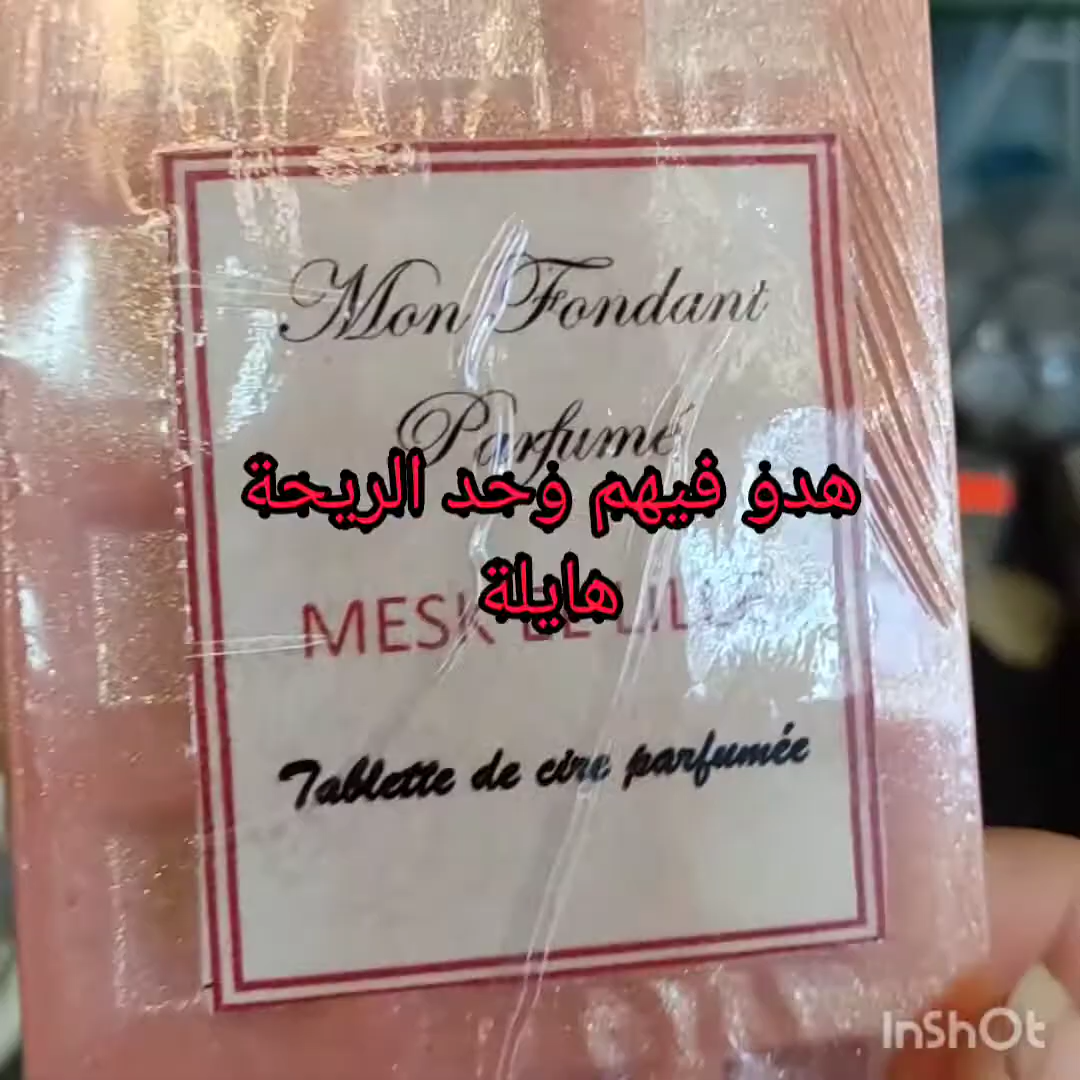 Mon Fondant
Parfumé
هدو فيهم وحد الريحة
هايلة
MESK
Tablette de cire parfumée
InShOt